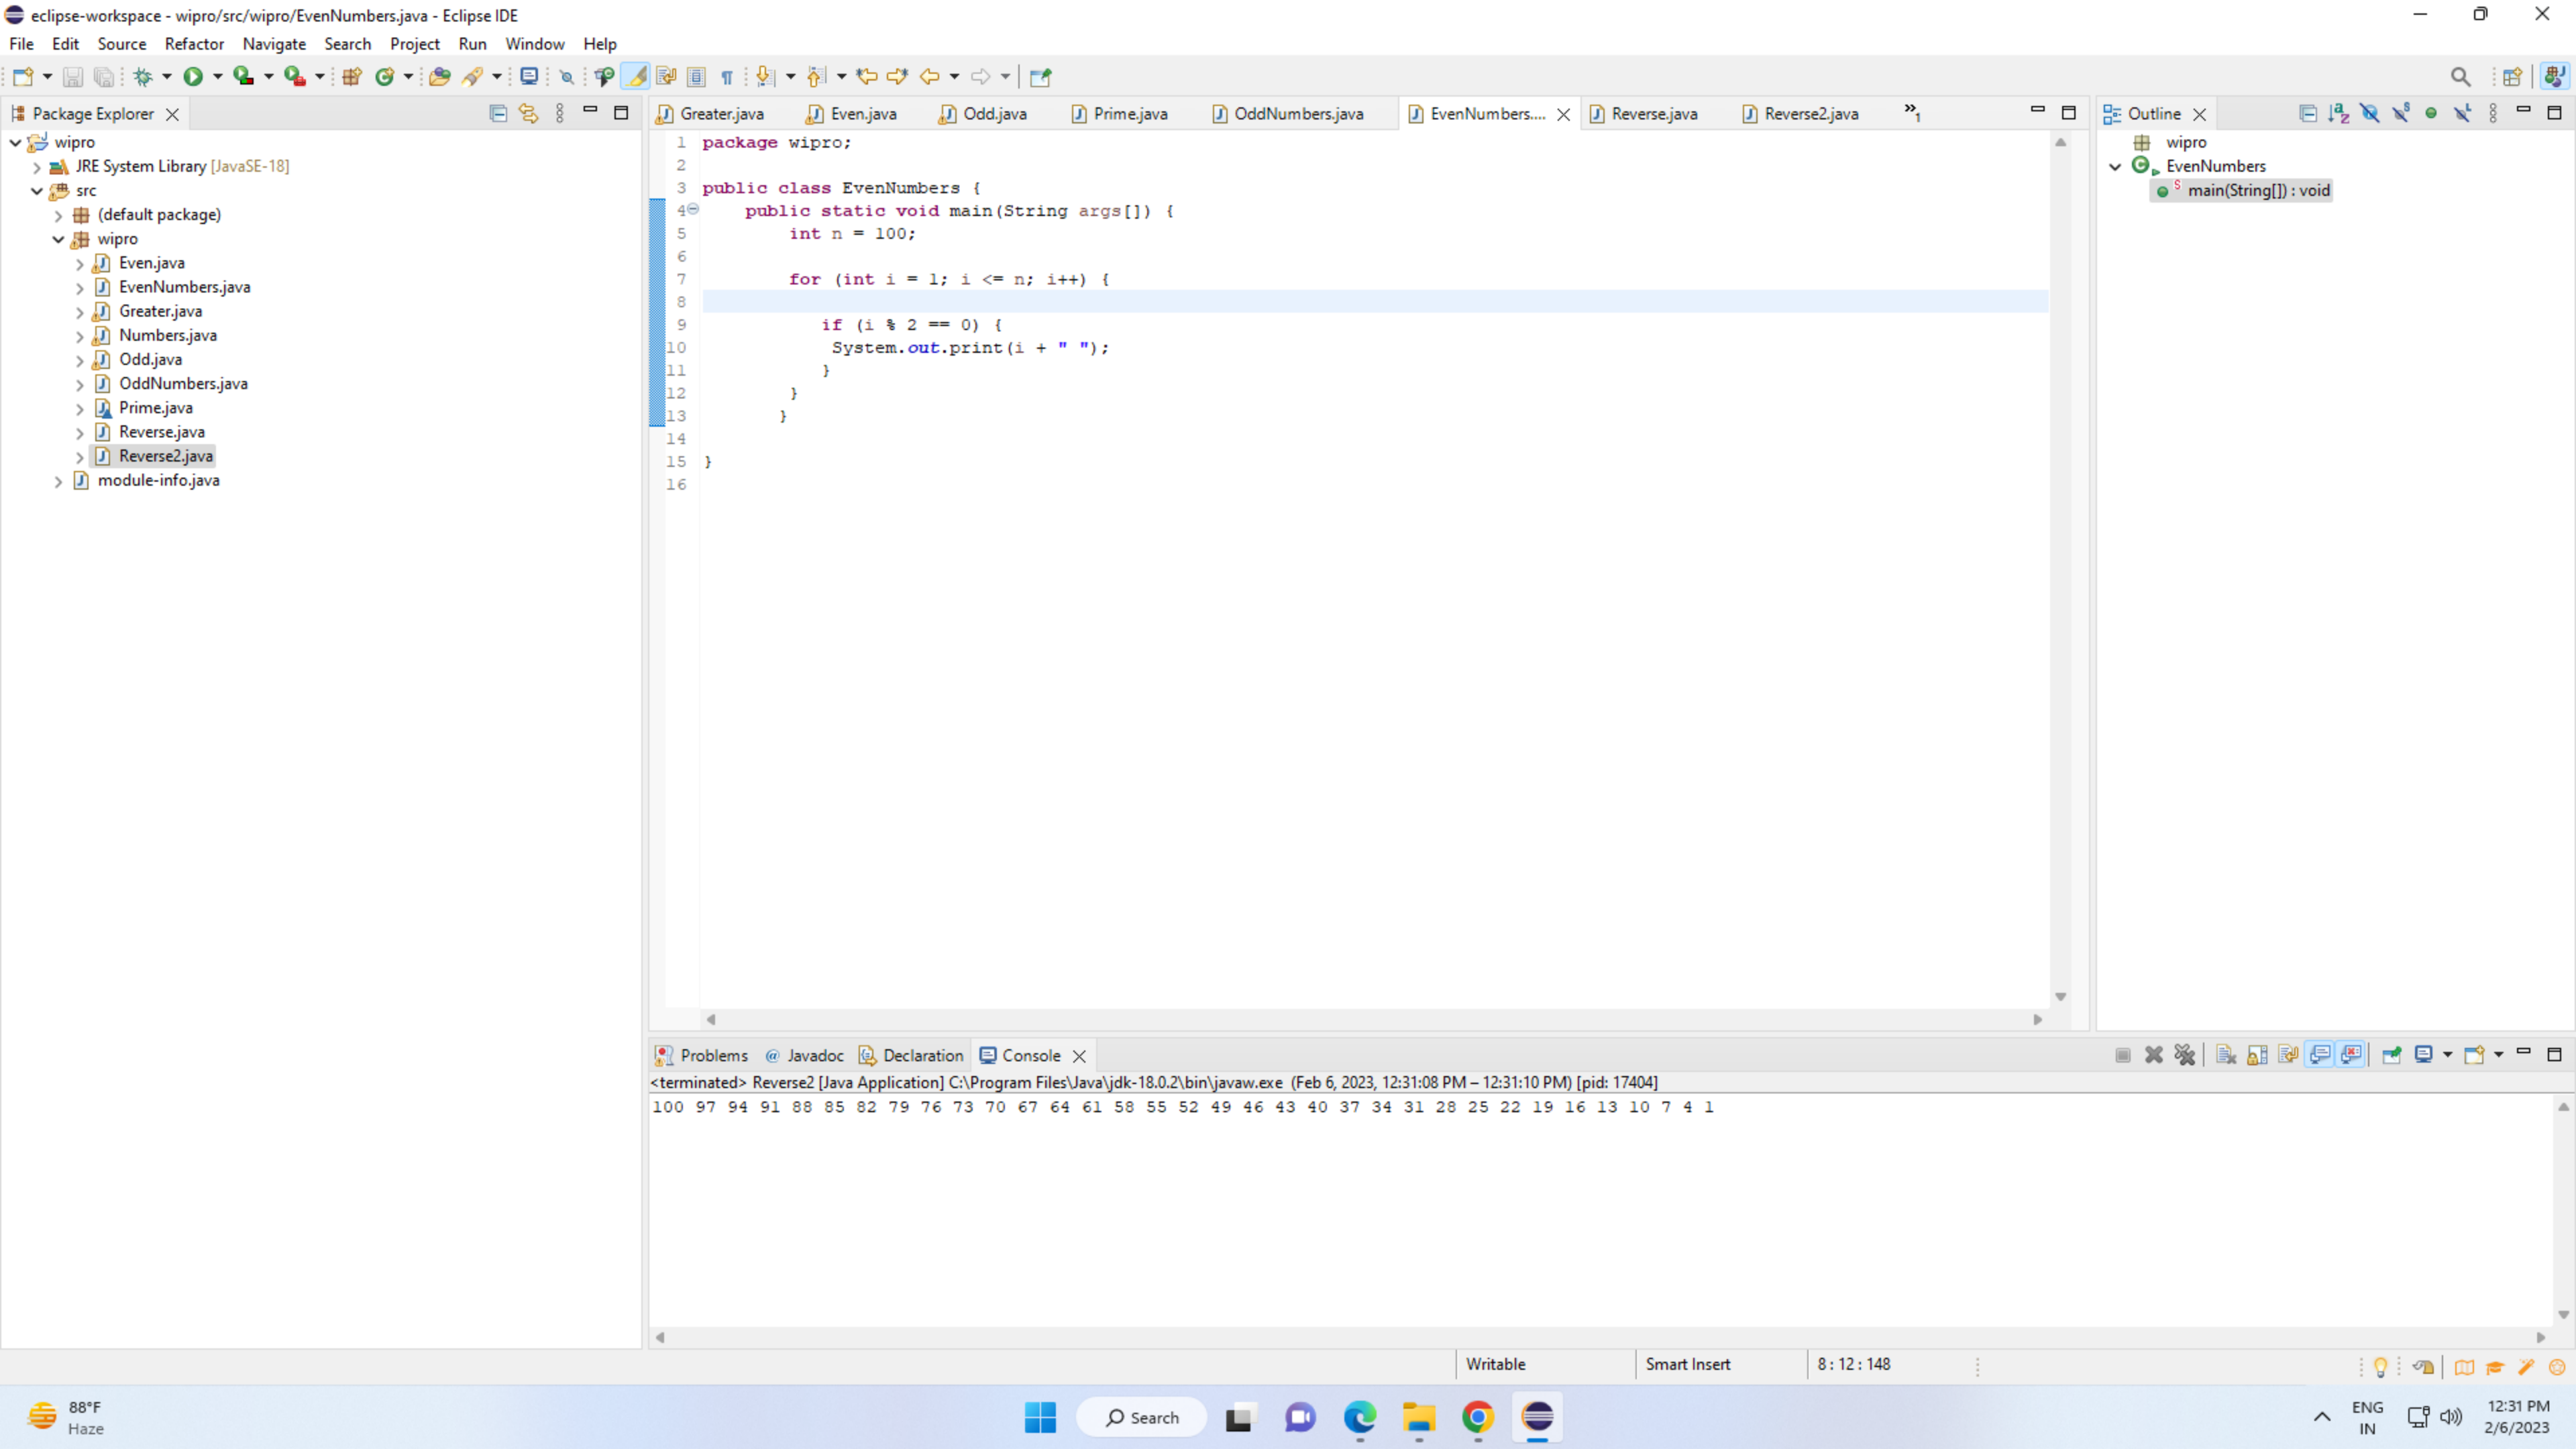 eclipse-workspace - wipro/src/wipro/EvenNumbers.java - Eclipse IDE
File Edit Source Refactor Navigate Search Project Run Window Help
Package Explorer
wipro
JRE System Library [JavaSE-18]
src
(default package)
wipro
Even.java
EvenNumbers.java
Greater.java
Numbers.java
Odd.java
OddNumbers.java
Prime.java
Reverse.java
Reverse2.java
module-info.java
Greater.java Even.java Odd.java Prime.java OddNumbers.java EvenNumbers.... Reverse.java Reverse2.java »1
1 package wipro;
2
3 public class EvenNumbers {
4 public static void main(String args[]) {
5 int n = 100;
6
7 for (int i = 1; i <= n; i++) {
8
9 if (i % 2 == 0) {
10 System.out.print(i + " ");
11 }
12 }
13 }
14
15 }
16
Outline
wipro
EvenNumbers
main(String[]) : void
Problems @ Javadoc Declaration Console
<terminated> Reverse2 [Java Application] C:\Program Files\Java\jdk-18.0.2\bin\javaw.exe (Feb 6, 2023, 12:31:08 PM – 12:31:10 PM) [pid: 17404]
100 97 94 91 88 85 82 79 76 73 70 67 64 61 58 55 52 49 46 43 40 37 34 31 28 25 22 19 16 13 10 7 4 1
Writable Smart Insert 8 : 12 : 148
88°F
Haze
Search
ENG
IN
12:31 PM
2/6/2023